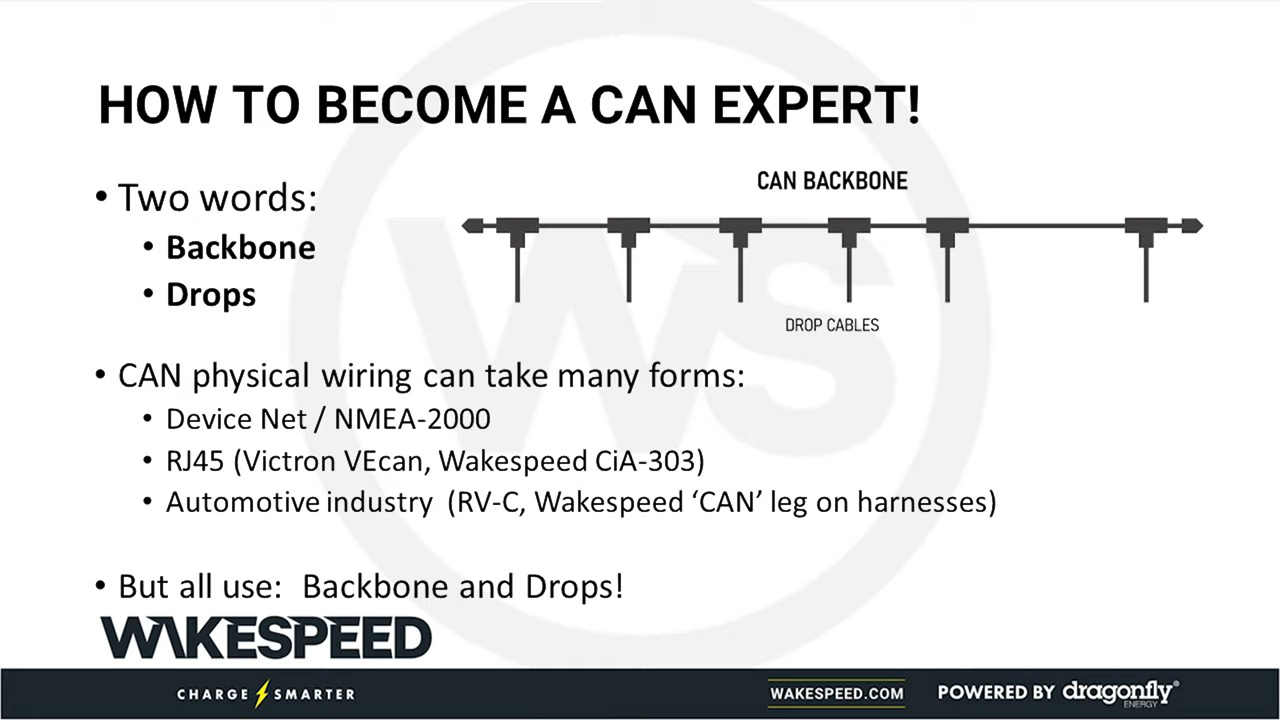 HOW TO BECOME A CAN EXPERT!
• Two words:
• Backbone
• Drops
CAN BACKBONE
DROP CABLES
• CAN physical wiring can take many forms:
• Device Net / NMEA-2000
• RJ45 (Victron VEcan, Wakespeed CiA-303)
• Automotive industry (RV-C, Wakespeed ‘CAN’ leg on harnesses)
• But all use: Backbone and Drops!
WAKESPEED
CHARGE SMARTER
WAKESPEED.COM
POWERED BY dragonfly®
ENERGY
WS